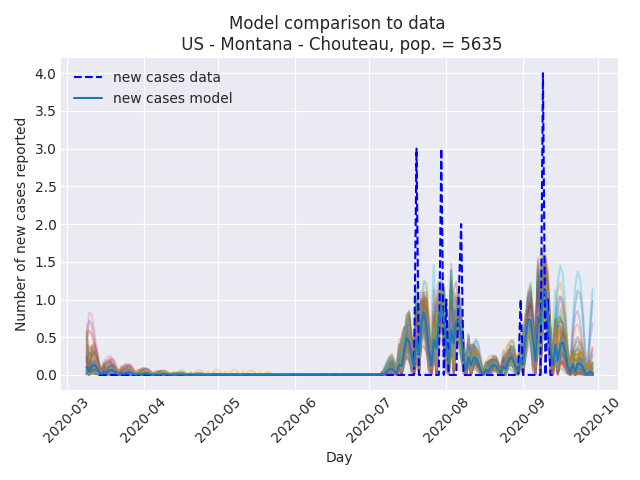 Model comparison to data
US - Montana - Chouteau, pop. = 5635
new cases data
new cases model
Number of new cases reported
4.0
3.5
3.0
2.5
2.0
1.5
1.0
0.5
0.0
2020-03
2020-04
2020-05
2020-06
2020-07
2020-08
2020-09
2020-10
Day